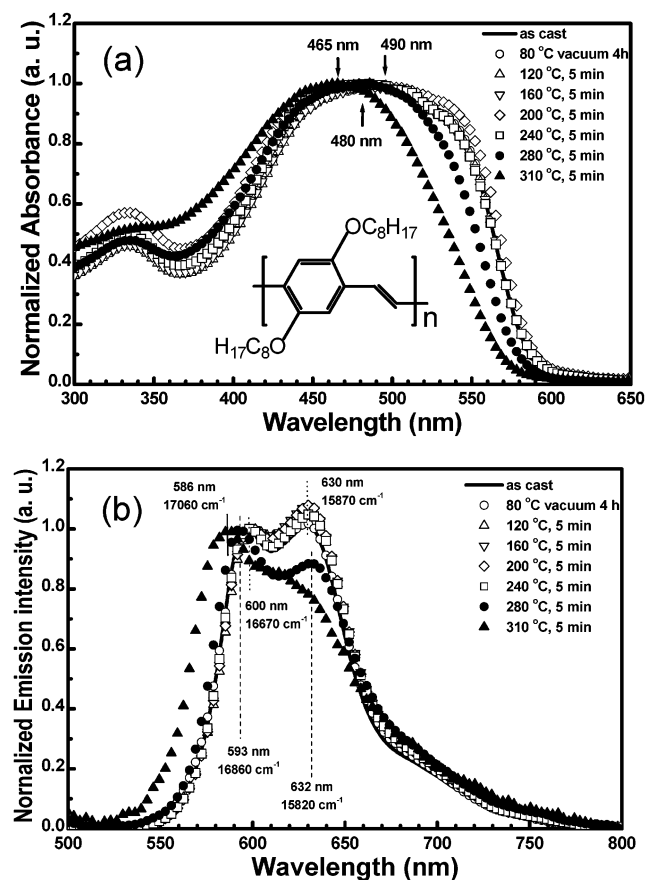 (a)
465 nm
490 nm
480 nm
as cast
80 °C vacuum 4h
120 °C, 5 min
160 °C, 5 min
200 °C, 5 min
240 °C, 5 min
280 °C, 5 min
310 °C, 5 min
Normalized Absorbance (a. u.)
1.2
1.0
0.8
0.6
0.4
0.2
0.0
OC8H17
n
H17C8O
300
350
400
450
500
550
600
650
Wavelength (nm)
(b)
586 nm
17060 cm-1
630 nm
15870 cm-1
as cast
80 °C vacuum 4 h
120 °C, 5 min
160 °C, 5 min
200 °C, 5 min
240 °C, 5 min
280 °C, 5 min
310 °C, 5 min
600 nm
16670 cm-1
593 nm
16860 cm-1
632 nm
15820 cm-1
Normalized Emission intensity (a. u.)
1.2
1.0
0.8
0.6
0.4
0.2
0.0
500
550
600
650
700
750
800
Wavelength (nm)